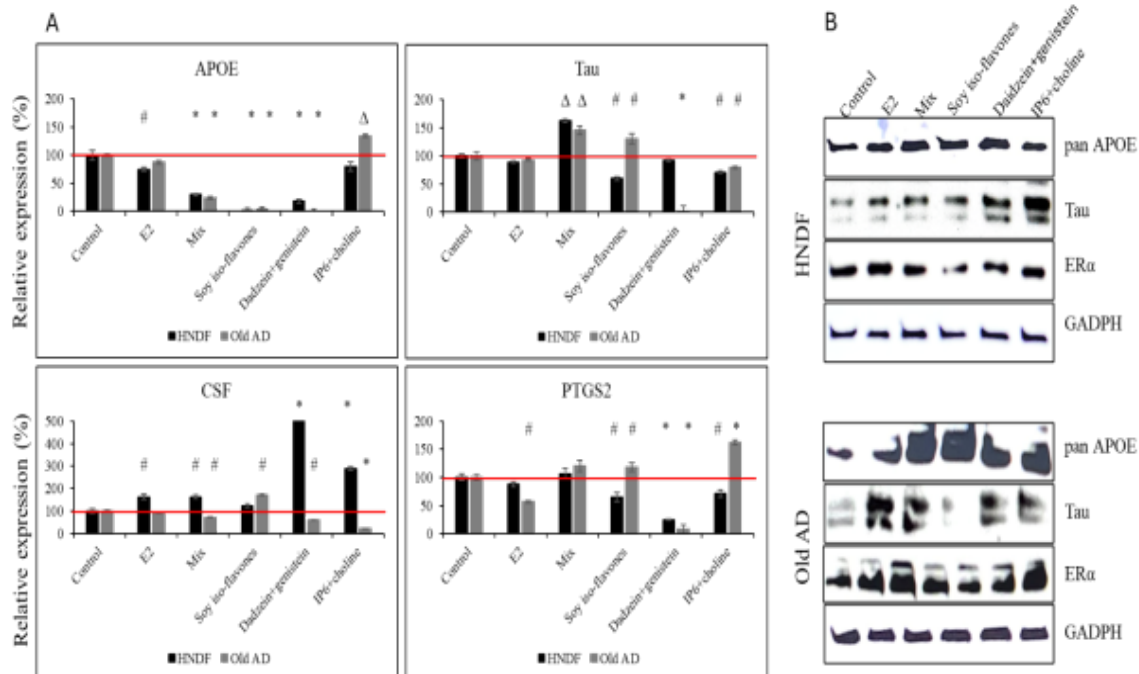 A
APOE
Relative expression (%)
200
150
100
50
0
# * * * * * * Δ
Control
E2
Mix
Soy iso-flavones
Dadzein+genistein
IP6+choline
HNDF Old AD
Tau
200
150
100
50
0
Δ Δ # # * # #
Control
E2
Mix
Soy iso-flavones
Dadzein+genistein
IP6+choline
HNDF Old AD
CSF
Relative expression (%)
500
400
300
200
100
0
# # # # * # * *
Control
E2
Mix
Soy iso-flavones
Dadzein+genistein
IP6+choline
HNDF Old AD
PTGS2
200
150
100
50
0
# # # * * # *
Control
E2
Mix
Soy iso-flavones
Dadzein+genistein
IP6+choline
HNDF Old AD
B
Control
E2
Mix
Soy iso-flavones
Daidzein+genistein
IP6+choline
HNDF
pan APOE
Tau
ERα
GADPH
Old AD
pan APOE
Tau
ERα
GADPH